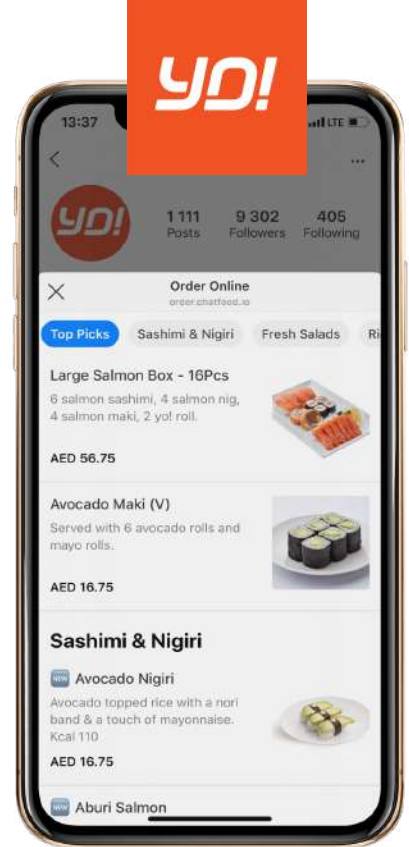 YO!
13:37
LTE
YO!
1 111 9 302 405
Posts Followers Following
Order Online
order.chatfood.io
Top Picks Sashimi & Nigiri Fresh Salads Ri
Large Salmon Box - 16Pcs
6 salmon sashimi, 4 salmon nig,
4 salmon maki, 2 yo! roll.
AED 56.75
Avocado Maki (V)
Served with 6 avocado rolls and
mayo rolls.
AED 16.75
Sashimi & Nigiri
NEW Avocado Nigiri
Avocado topped rice with a nori
band & a touch of mayonnaise.
Kcal 110
AED 16.75
NEW Aburi Salmon